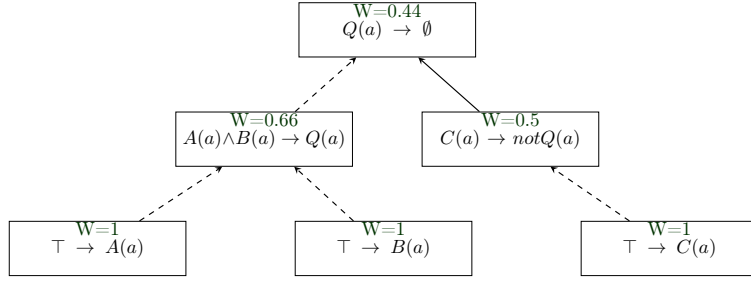 W=0.44
Q(a) → ∅
W=0.66
A(a)∧B(a) → Q(a)
W=0.5
C(a) → notQ(a)
W=1
⊤ → A(a)
W=1
⊤ → B(a)
W=1
⊤ → C(a)